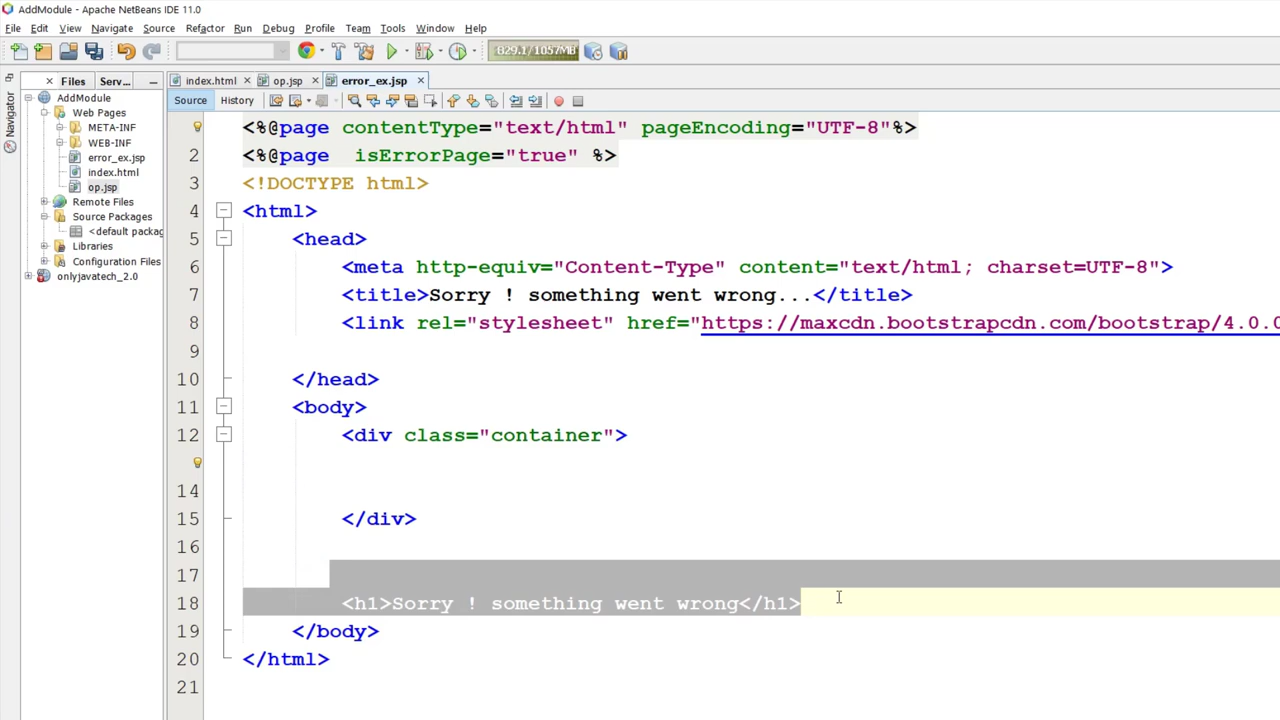 AddModule - Apache NetBeans IDE 11.0
File Edit View Navigate Source Refactor Run Debug Profile Team Tools Window Help
829.1/1057MB
Files Serv...
index.html op.jsp error_ex.jsp
Navigator
AddModule
Web Pages
META-INF
WEB-INF
error_ex.jsp
index.html
op.jsp
Remote Files
Source Packages
<default packag
Libraries
Configuration Files
onlyjavatech_2.0
Source History
<%@page contentType="text/html" pageEncoding="UTF-8"%>
2 <%@page  isErrorPage="true" %>
3 <!DOCTYPE html>
4 <html>
5 <head>
6 <meta http-equiv="Content-Type" content="text/html; charset=UTF-8">
7 <title>Sorry ! something went wrong...</title>
8 <link rel="stylesheet" href="https://maxcdn.bootstrapcdn.com/bootstrap/4.0.0
9
10 </head>
11 <body>
12 <div class="container">
14
15 </div>
16
17
18 <h1>Sorry ! something went wrong</h1>
19 </body>
20 </html>
21